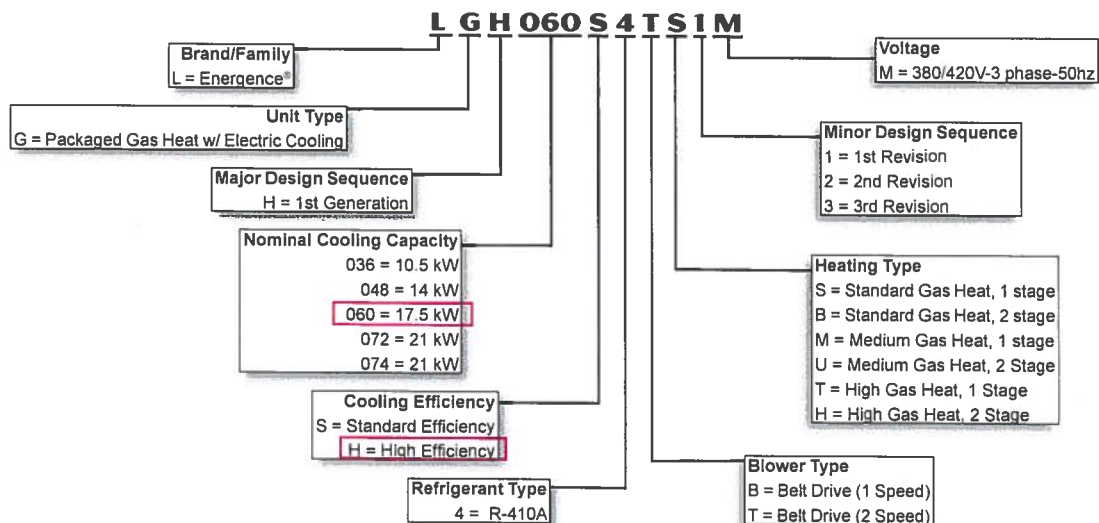 LGH060S4TS1M
Brand/Family
L = Energence®
Unit Type
G = Packaged Gas Heat w/ Electric Cooling
Major Design Sequence
H = 1st Generation
Nominal Cooling Capacity
036 = 10.5 kW
048 = 14 kW
060 = 17.5 kW
072 = 21 kW
074 = 21 kW
Cooling Efficiency
S = Standard Efficiency
H = High Efficiency
Refrigerant Type
4 = R-410A
Voltage
M = 380/420V-3 phase-50hz
Minor Design Sequence
1 = 1st Revision
2 = 2nd Revision
3 = 3rd Revision
Heating Type
S = Standard Gas Heat, 1 stage
B = Standard Gas Heat, 2 stage
M = Medium Gas Heat, 1 stage
U = Medium Gas Heat, 2 Stage
T = High Gas Heat, 1 Stage
H = High Gas Heat, 2 Stage
Blower Type
B = Belt Drive (1 Speed)
T = Belt Drive (2 Speed)